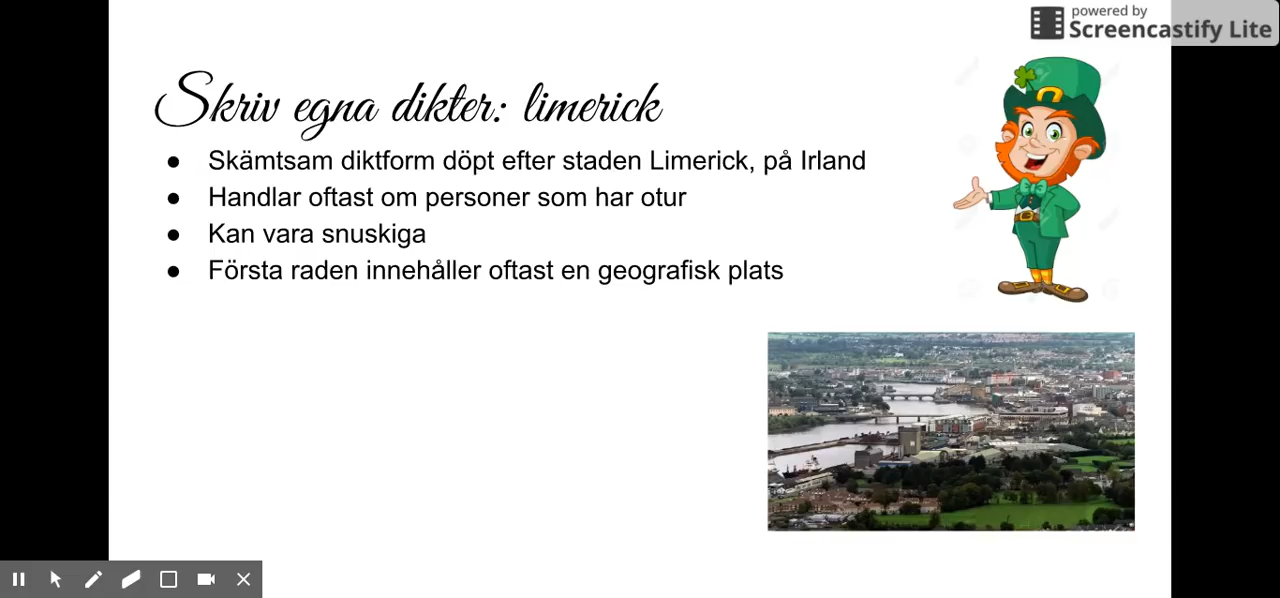 powered by
Screencastify Lite
Skriv egna dikter: limerick
● Skämtsam diktform döpt efter staden Limerick, på Irland
● Handlar oftast om personer som har otur
● Kan vara snuskiga
● Första raden innehåller oftast en geografisk plats